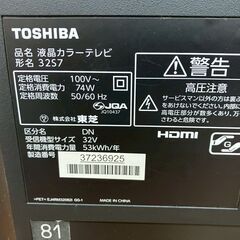 TOSHIBA
品名 液晶カラーテレビ
形名 32S7
定格電圧 100V～
定格消費電力 74W
定格周波数 50/60 Hz
JQA
JQ10437
株式会社 東芝
区分名 DN
受信機型サイズ 32V
年間消費電力量 53kWh/年
製造番号
37236925
MADE IN CHINA
81
警告
高圧注意
HDMI